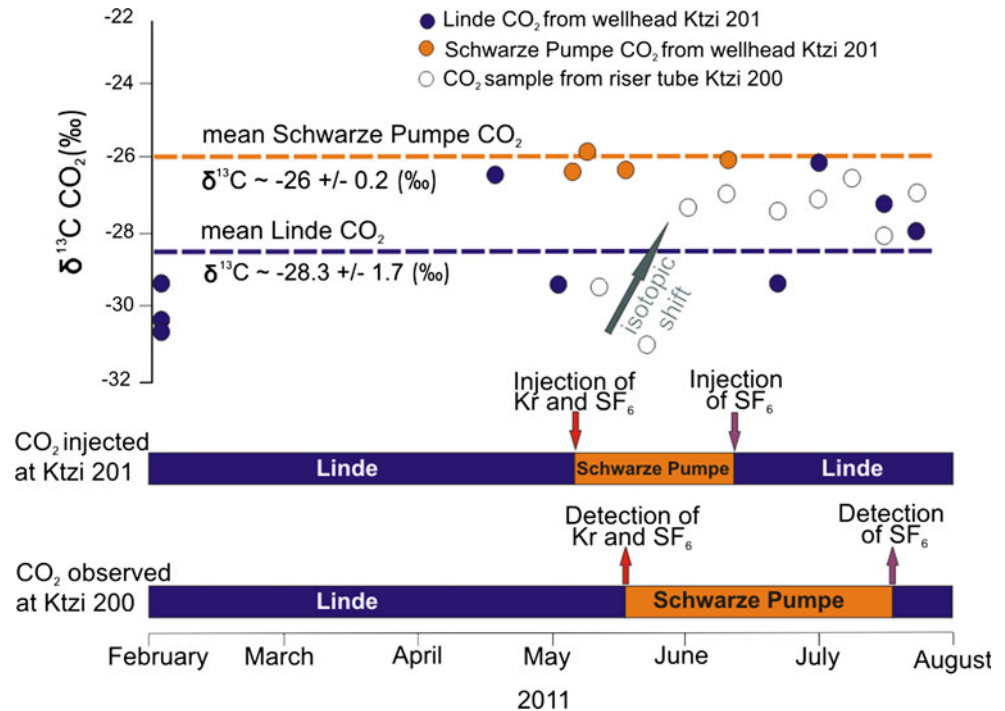 -22
-24
-26
-28
-30
-32
δ¹³C CO₂(‰)
Linde CO₂ from wellhead Ktzi 201
Schwarze Pumpe CO₂ from wellhead Ktzi 201
CO₂ sample from riser tube Ktzi 200
mean Schwarze Pumpe CO₂
δ¹³C ~ -26 +/- 0.2 (‰)
mean Linde CO₂
δ¹³C ~ -28.3 +/- 1.7 (‰)
isotopic
shift
Injection of
Kr and SF₆
Injection
of SF₆
CO₂ injected
at Ktzi 201
Linde
Schwarze Pumpe
Linde
Detection of
Kr and SF₆
Detection
of SF₆
CO₂ observed
at Ktzi 200
Linde
Schwarze Pumpe
February
March
April
May
June
July
August
2011